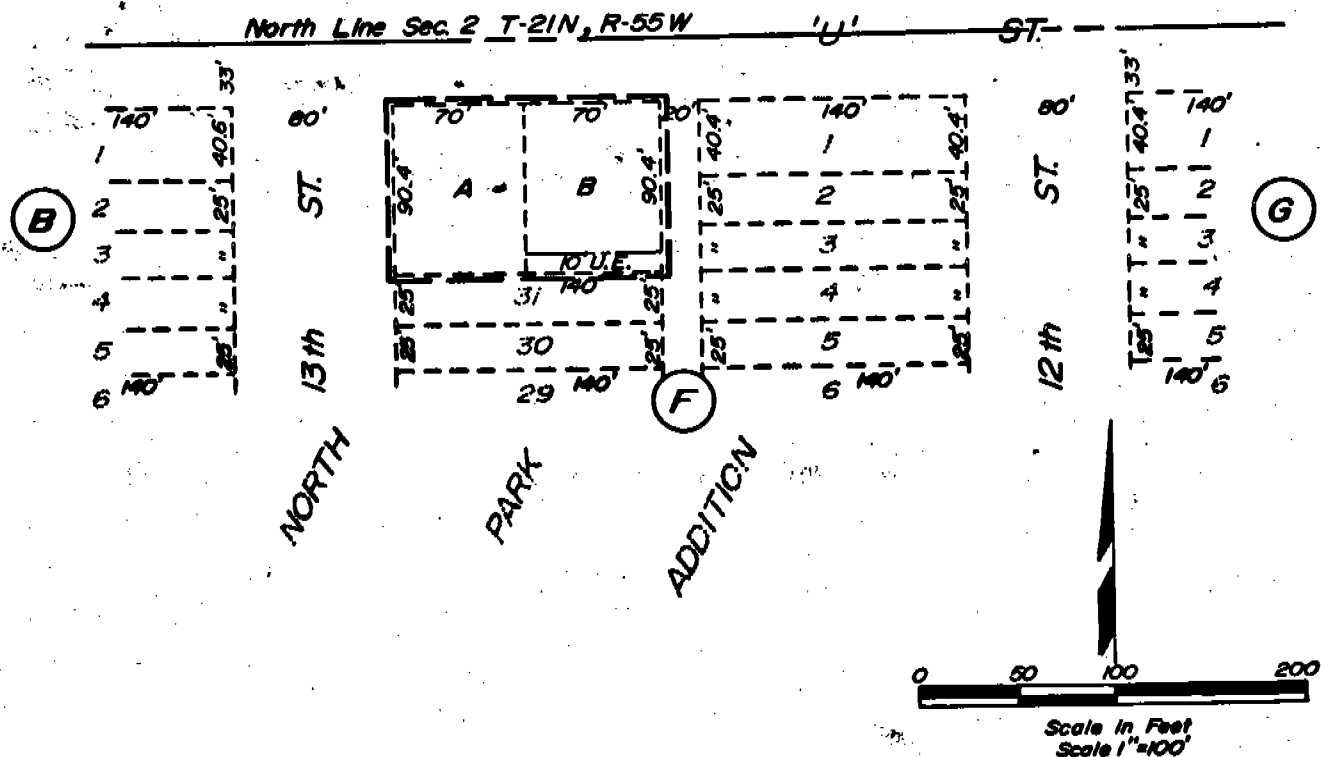 North Line Sec. 2 T-21N, R-55W 'U' ST.
33' 33'
140' 80' 70' 70' 20' 140' 80' 140'
1 40.6' 40.4' 1 40.4' 40.4' 1
ST. 90.4' A B 90.4' ST.
B 2 25' 25' 2 25' 25' 2 G
3 " " 3 " 3
10' U.E.
140'
4 " 25' 31 25' " 4 " " 4
5 25' 13th 25' 30 25' 25' 5 25' 12th 25' 5
6 140' 29 140' F 6 140' 140' 6
NORTH PARK ADDITION
0 50 100 200
Scale in Feet
Scale 1"=100'